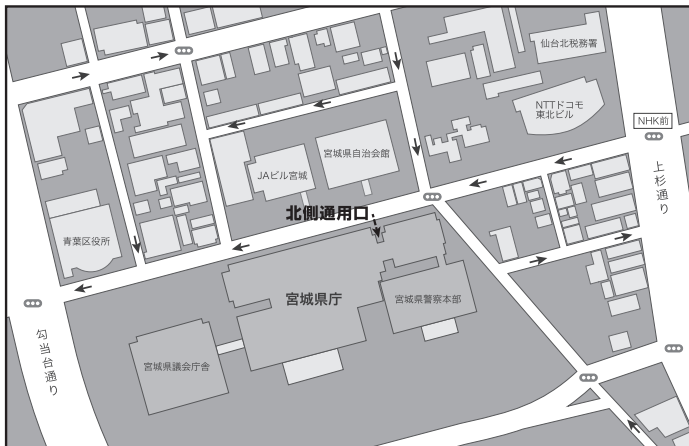 仙台北税務署
NTTドコモ
東北ビル
NHK前
上杉通り
宮城県自治会館
JAビル宮城
北側通用口
青葉区役所
宮城県庁
宮城県警察本部
宮城県議会庁舎
勾当台通り